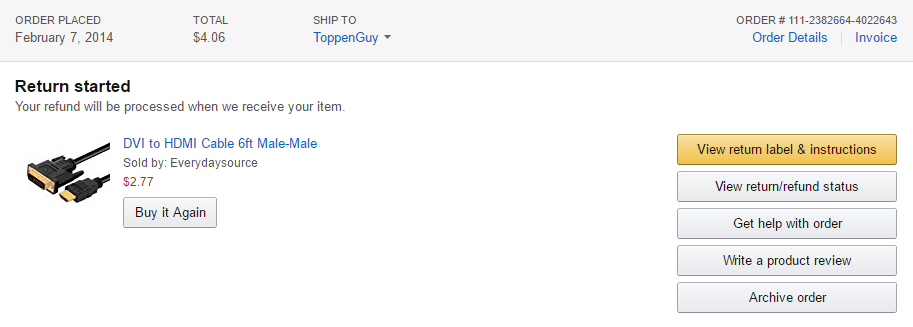 ORDER PLACED
February 7, 2014
TOTAL
$4.06
SHIP TO
ToppenGuy
ORDER # 111-2382664-4022643
Order Details
Invoice
Return started
Your refund will be processed when we receive your item.
DVI to HDMI Cable 6ft Male-Male
Sold by: Everydaysource
$2.77
Buy it Again
View return label & instructions
View return/refund status
Get help with order
Write a product review
Archive order